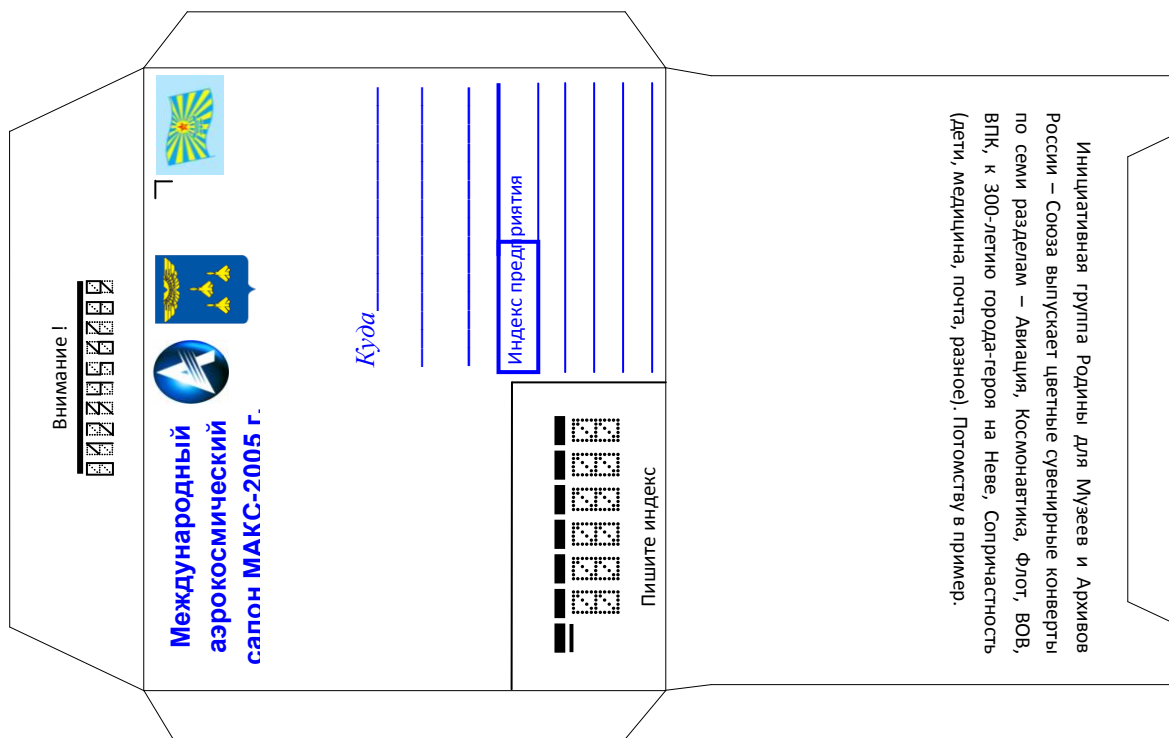 Внимание !
Международный
аэрокосмический
салон МАКС-2005 г.
Куда
Индекс предприятия
Пишите индекс
Инициативная группа Родины для Музеев и Архивов
России – Союза выпускает цветные сувенирные конверты
по семи разделам – Авиация, Космонавтика, Флот, ВОВ,
ВПК, к 300-летию города-героя на Неве, Сопричастность
(дети, медицина, почта, разное). Потомству в пример.